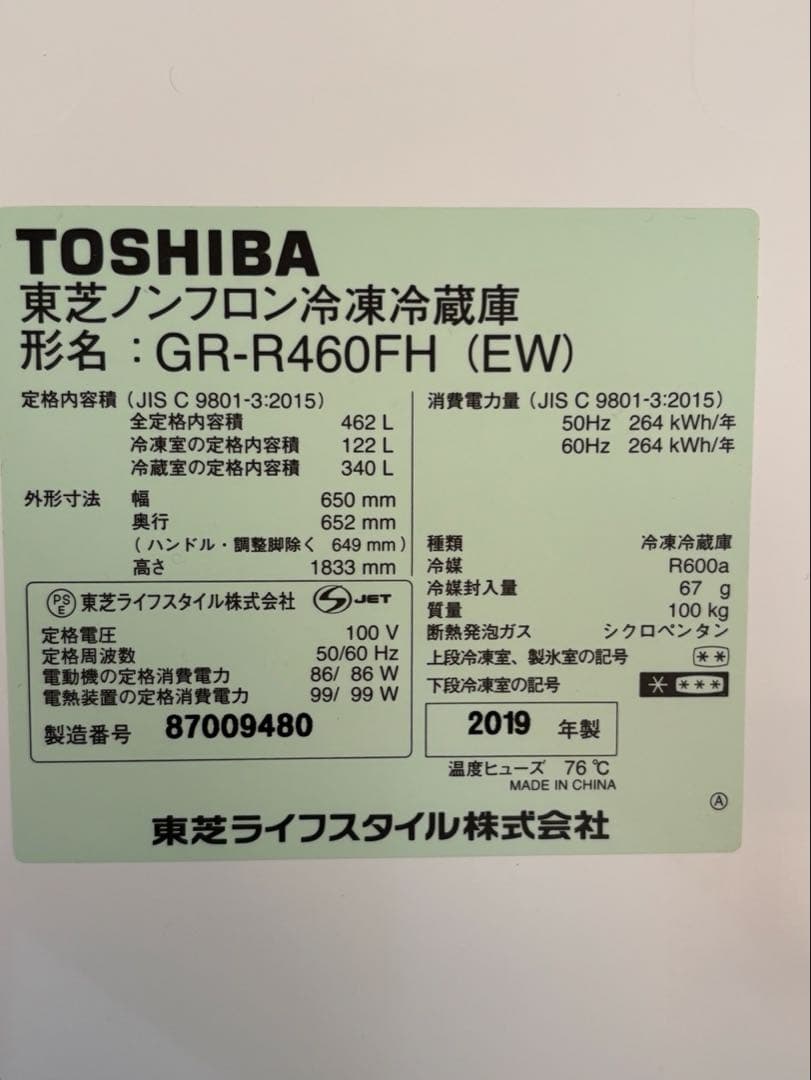 TOSHIBA
東芝ノンフロン冷凍冷蔵庫
形名：GR-R460FH (EW)
定格内容積 (JIS C 9801-3:2015)
全定格内容積 462 L
冷凍室の定格内容積 122 L
冷蔵室の定格内容積 340 L
外形寸法 幅 650 mm
奥行 652 mm
(ハンドル・調整脚除く 649 mm)
高さ 1833 mm
PSE 東芝ライフスタイル株式会社 JET
定格電圧 100 V
定格周波数 50/60 Hz
電動機の定格消費電力 86/ 86 W
電熱装置の定格消費電力 99/ 99 W
製造番号 87009480
消費電力量 (JIS C 9801-3:2015)
50Hz 264 kWh/年
60Hz 264 kWh/年
種類 冷凍冷蔵庫
冷媒 R600a
冷媒封入量 67 g
質量 100 kg
断熱発泡ガス シクロペンタン
上段冷凍室、製氷室の記号 **
下段冷凍室の記号 * ***
2019 年製
温度ヒューズ 76 ℃
MADE IN CHINA
Ⓐ
東芝ライフスタイル株式会社